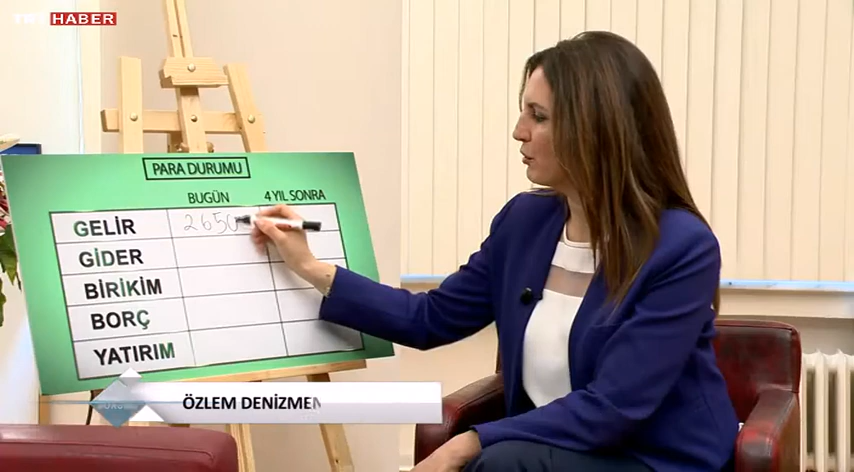 TRT HABER
PARA DURUMU
BUGÜN 4 YIL SONRA
GELİR 2650
GİDER
BİRİKİM
BORÇ
YATIRIM
ÖZLEM DENİZMEN